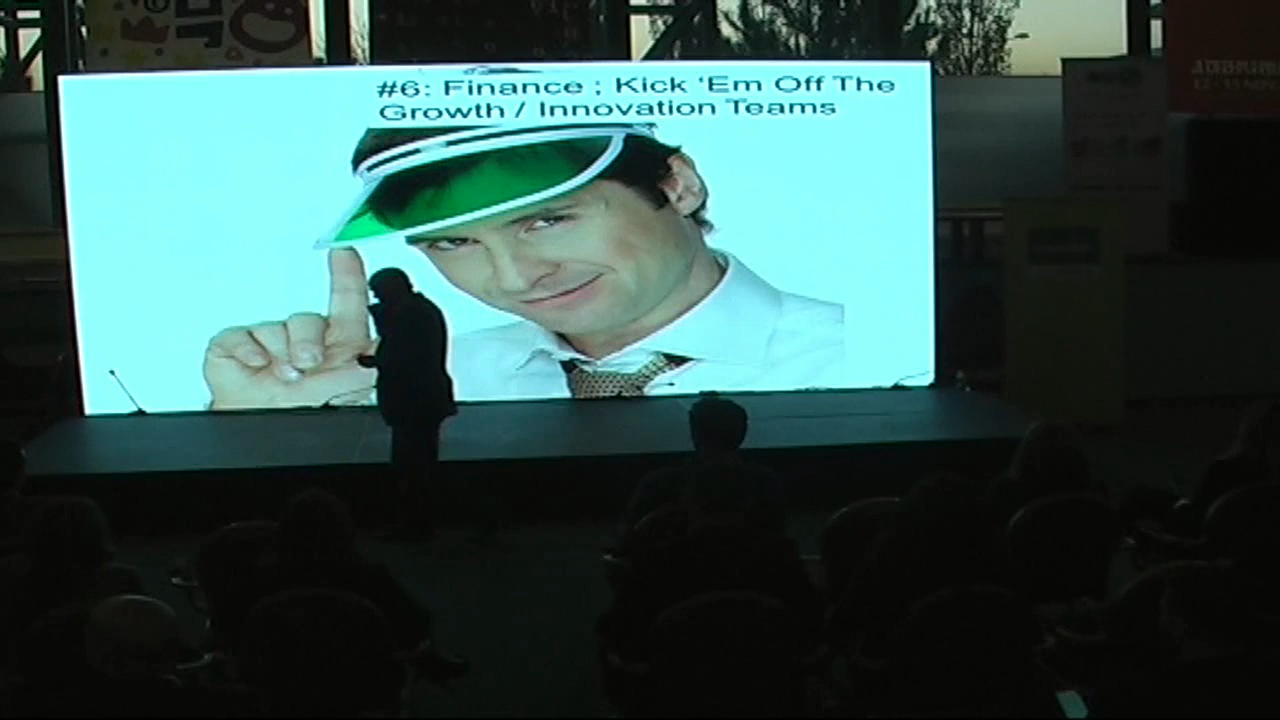 #6: Finance ; Kick 'Em Off The
Growth / Innovation Teams